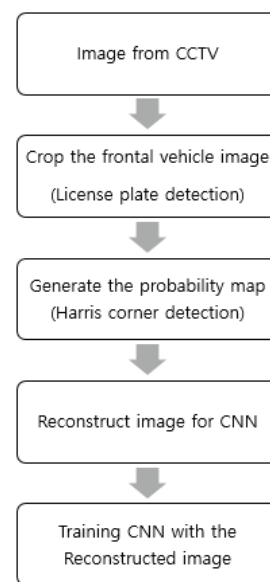 Image from CCTV
Crop the frontal vehicle image
(License plate detection)
Generate the probability map
(Harris corner detection)
Reconstruct image for CNN
Training CNN with the
Reconstructed image